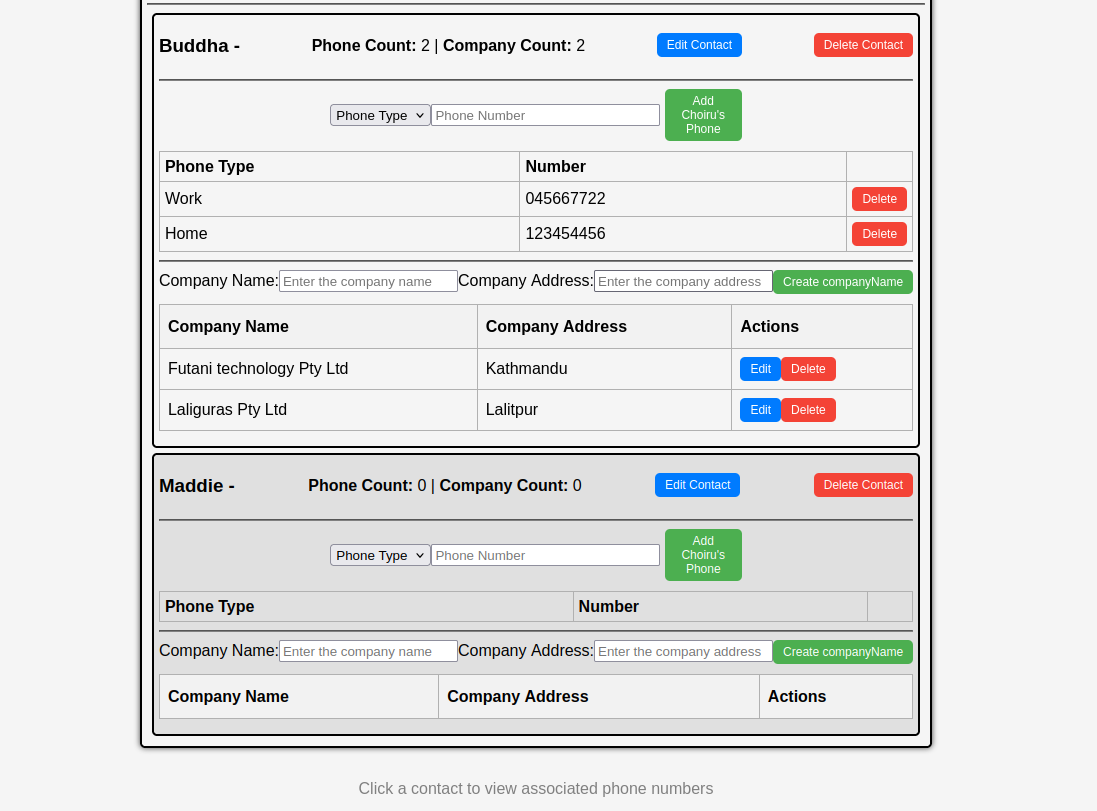 Buddha - Phone Count: 2 | Company Count: 2 Edit Contact Delete Contact
Phone Type Phone Number Add Choiru's Phone
Phone Type Number
Work 045667722 Delete
Home 123454456 Delete
Company Name: Enter the company name Company Address: Enter the company address Create companyName
Company Name Company Address Actions
Futani technology Pty Ltd Kathmandu Edit Delete
Laliguras Pty Ltd Lalitpur Edit Delete
Maddie - Phone Count: 0 | Company Count: 0 Edit Contact Delete Contact
Phone Type Phone Number Add Choiru's Phone
Phone Type Number
Company Name: Enter the company name Company Address: Enter the company address Create companyName
Company Name Company Address Actions
Click a contact to view associated phone numbers